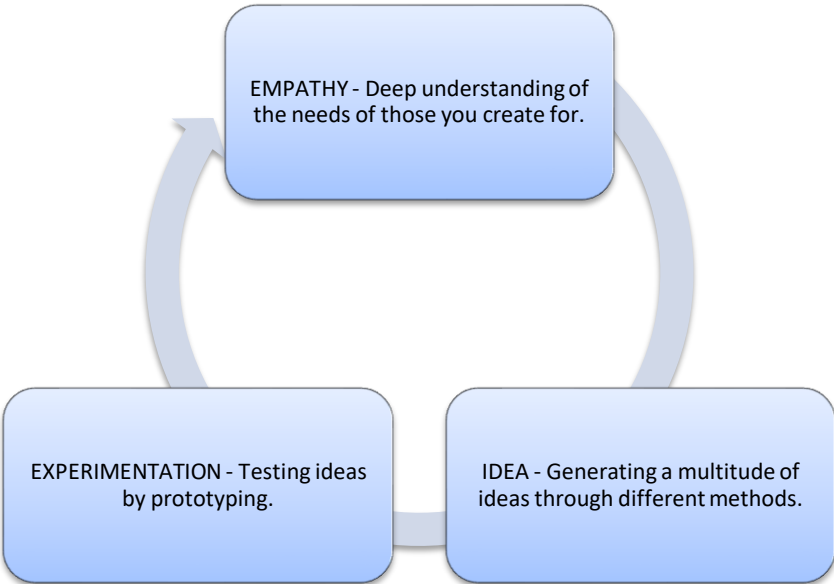 EMPATHY - Deep understanding of
the needs of those you create for.
EXPERIMENTATION - Testing ideas
by prototyping.
IDEA - Generating a multitude of
ideas through different methods.